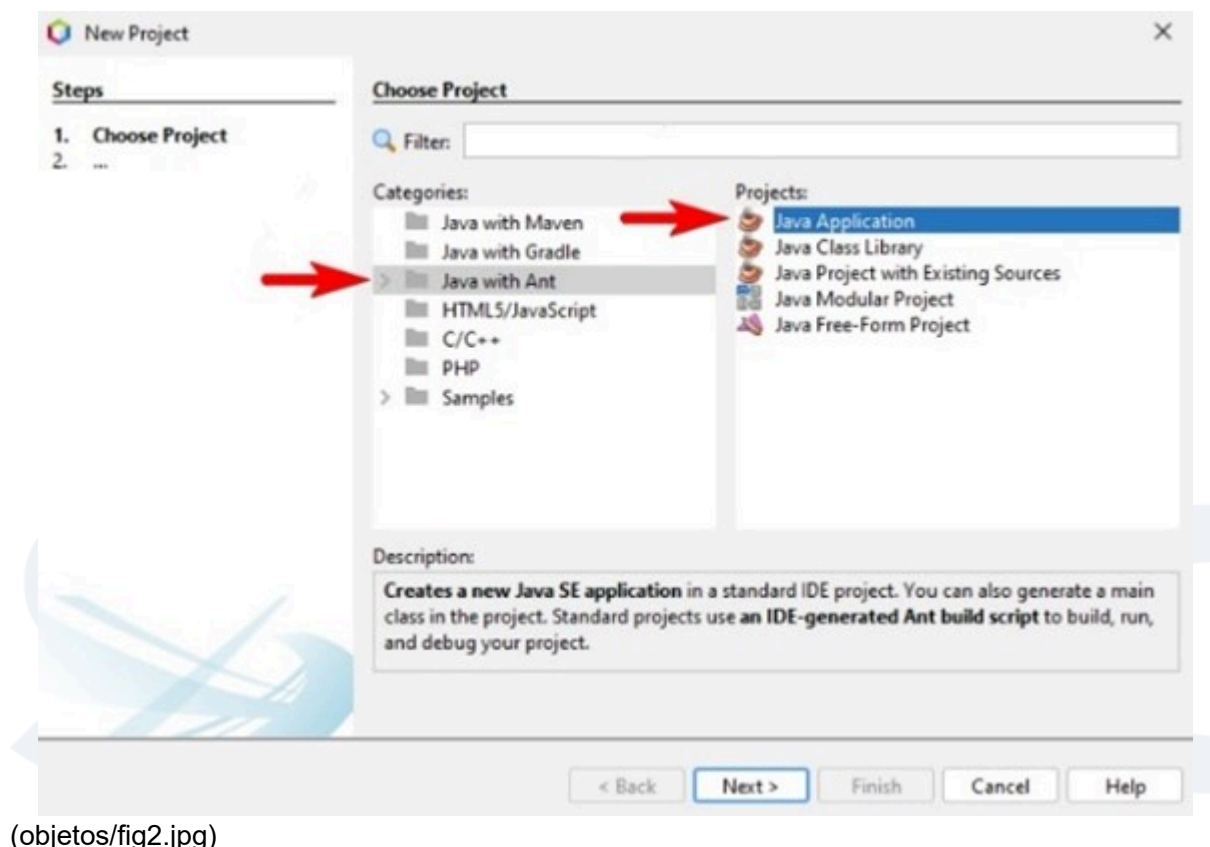 New Project
Steps
1. Choose Project
2. ...
Choose Project
Filter:
Categories:
Java with Maven
Java with Gradle
Java with Ant
HTML5/JavaScript
C/C++
PHP
Samples
Projects:
Java Application
Java Class Library
Java Project with Existing Sources
Java Modular Project
Java Free-Form Project
Description:
Creates a new Java SE application in a standard IDE project. You can also generate a main
class in the project. Standard projects use an IDE-generated Ant build script to build, run,
and debug your project.
< Back Next > Finish Cancel Help
(objetos/fig2.jpg)